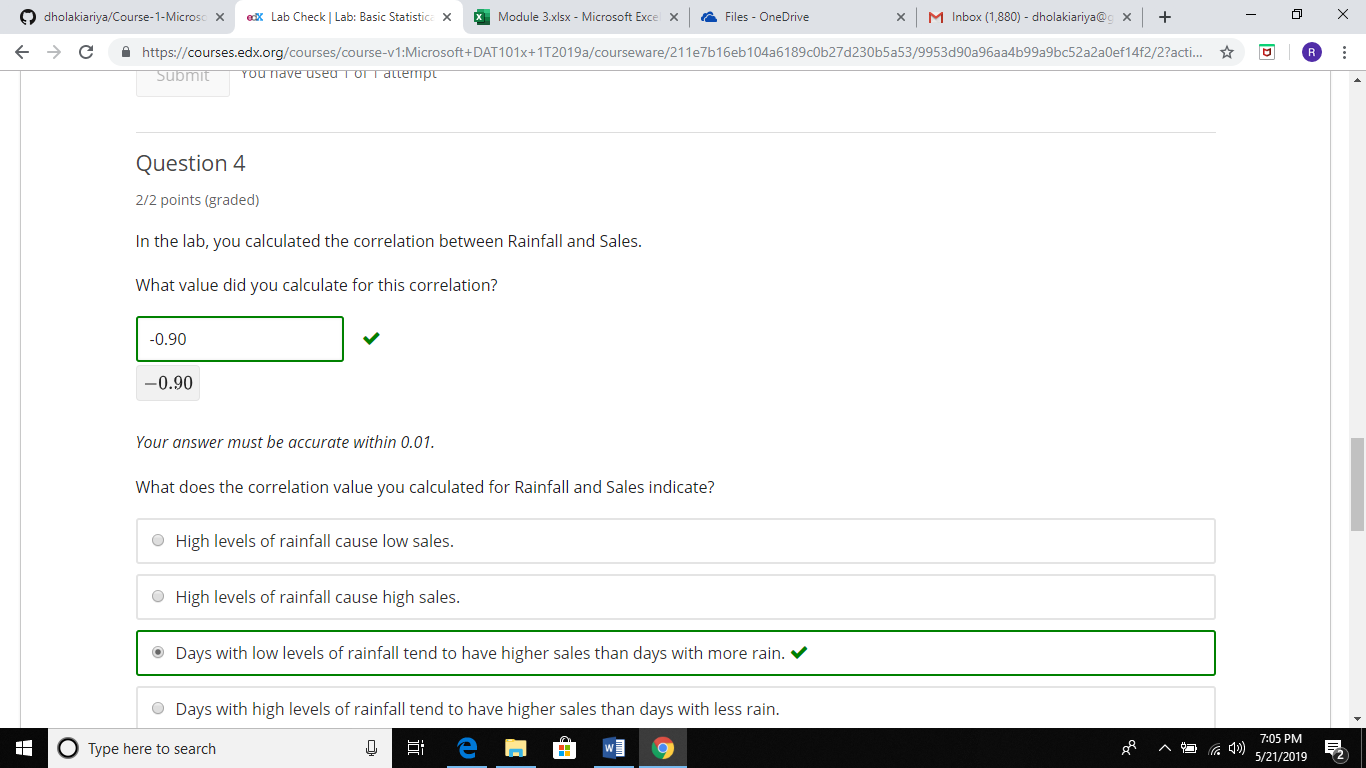 dholakiariya/Course-1-Microsc
edX Lab Check | Lab: Basic Statistica
Module 3.xlsx - Microsoft Exce
Files - OneDrive
Inbox (1,880) - dholakiariya@g
https://courses.edx.org/courses/course-v1:Microsoft+DAT101x+1T2019a/courseware/211e7b16eb104a6189c0b27d230b5a53/9953d90a96aa4b99a9bc52a2a0ef14f2/2?acti...
R
Submit You have used 1 of 1 attempt
Question 4
2/2 points (graded)
In the lab, you calculated the correlation between Rainfall and Sales.
What value did you calculate for this correlation?
-0.90
−0.90
Your answer must be accurate within 0.01.
What does the correlation value you calculated for Rainfall and Sales indicate?
High levels of rainfall cause low sales.
High levels of rainfall cause high sales.
Days with low levels of rainfall tend to have higher sales than days with more rain.
Days with high levels of rainfall tend to have higher sales than days with less rain.
Type here to search
7:05 PM
5/21/2019
2